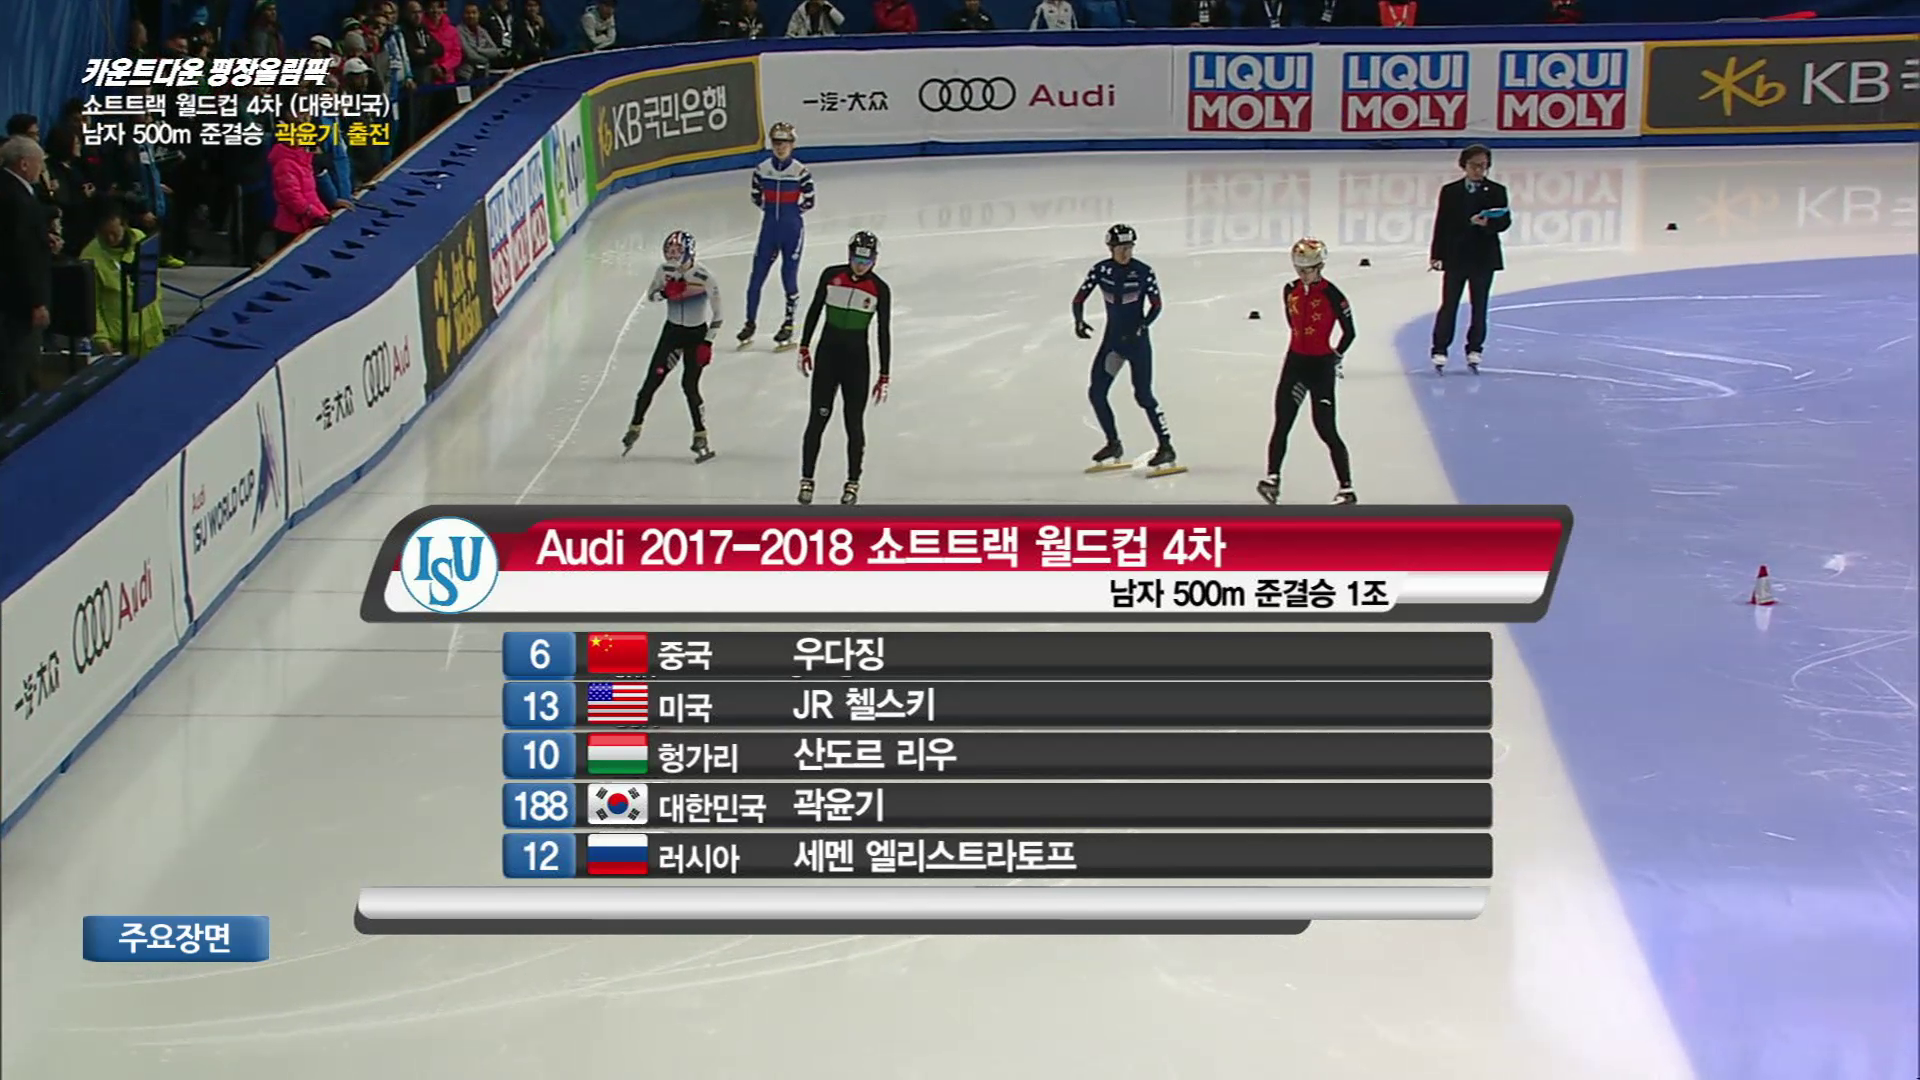 카운트다운 평창올림픽
쇼트트랙 월드컵 4차 (대한민국)
남자 500m 준결승 곽윤기 출전
KB국민은행
一汽-大众 Audi
LIQUI MOLY
LIQUI MOLY
LIQUI MOLY
KB
一汽-大众 Audi
Audi
ISU WORLD CUP
一汽-大众 Audi
ISU
Audi 2017-2018 쇼트트랙 월드컵 4차
남자 500m 준결승 1조
6 중국 우다징
13 미국 JR 첼스키
10 헝가리 산도르 리우
188 대한민국 곽윤기
12 러시아 세멘 엘리스트라토프
주요장면